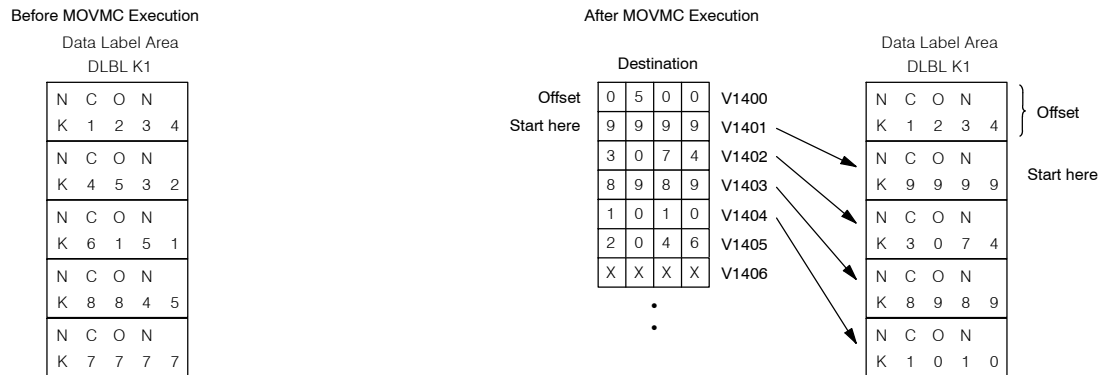 Before MOVMC Execution
Data Label Area
DLBL K1
N C O N
K 1 2 3 4
N C O N
K 4 5 3 2
N C O N
K 6 1 5 1
N C O N
K 8 8 4 5
N C O N
K 7 7 7 7
After MOVMC Execution
Destination
Offset 0 5 0 0 V1400
Start here 9 9 9 9 V1401
3 0 7 4 V1402
8 9 8 9 V1403
1 0 1 0 V1404
2 0 4 6 V1405
X X X X V1406
Data Label Area
DLBL K1
N C O N
K 1 2 3 4
Offset
N C O N
K 9 9 9 9
Start here
N C O N
K 3 0 7 4
N C O N
K 8 9 8 9
N C O N
K 1 0 1 0